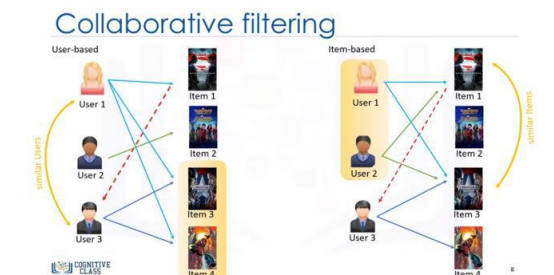 Collaborative filtering
User-based
User 1
User 2
User 3
similar Users
Item 1
Item 2
Item 3
Item 4
Item-based
User 1
User 2
User 3
Item 1
Item 2
Item 3
Item 4
similar Items
COGNITIVE
CLASS
8